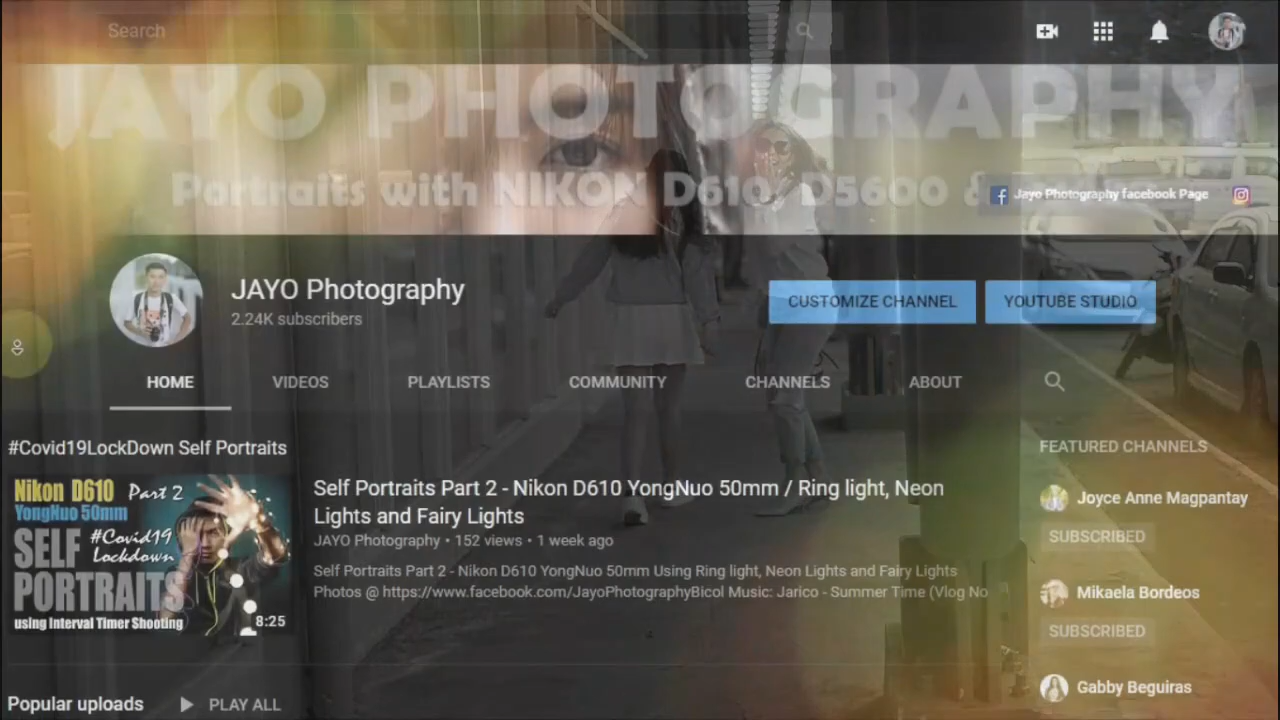 Search
JAYO PHOTOGRAPHY
Portraits with NIKON D610, D5600 &
Jayo Photography facebook Page
JAYO Photography
2.24K subscribers
CUSTOMIZE CHANNEL
YOUTUBE STUDIO
HOME
VIDEOS
PLAYLISTS
COMMUNITY
CHANNELS
ABOUT
#Covid19LockDown Self Portraits
Nikon D610 Part 2
YongNuo 50mm
SELF #Covid19
Lockdown
PORTRAITS
using Interval Timer Shooting
8:25
Self Portraits Part 2 - Nikon D610 YongNuo 50mm / Ring light, Neon
Lights and Fairy Lights
JAYO Photography • 152 views • 1 week ago
Self Portraits Part 2 - Nikon D610 YongNuo 50mm Using Ring light, Neon Lights and Fairy Lights
Photos @ https://www.facebook.com/JayoPhotographyBicol Music: Jarico - Summer Time (Vlog No
FEATURED CHANNELS
Joyce Anne Magpantay
SUBSCRIBED
Mikaela Bordeos
SUBSCRIBED
Gabby Beguiras
Popular uploads
PLAY ALL